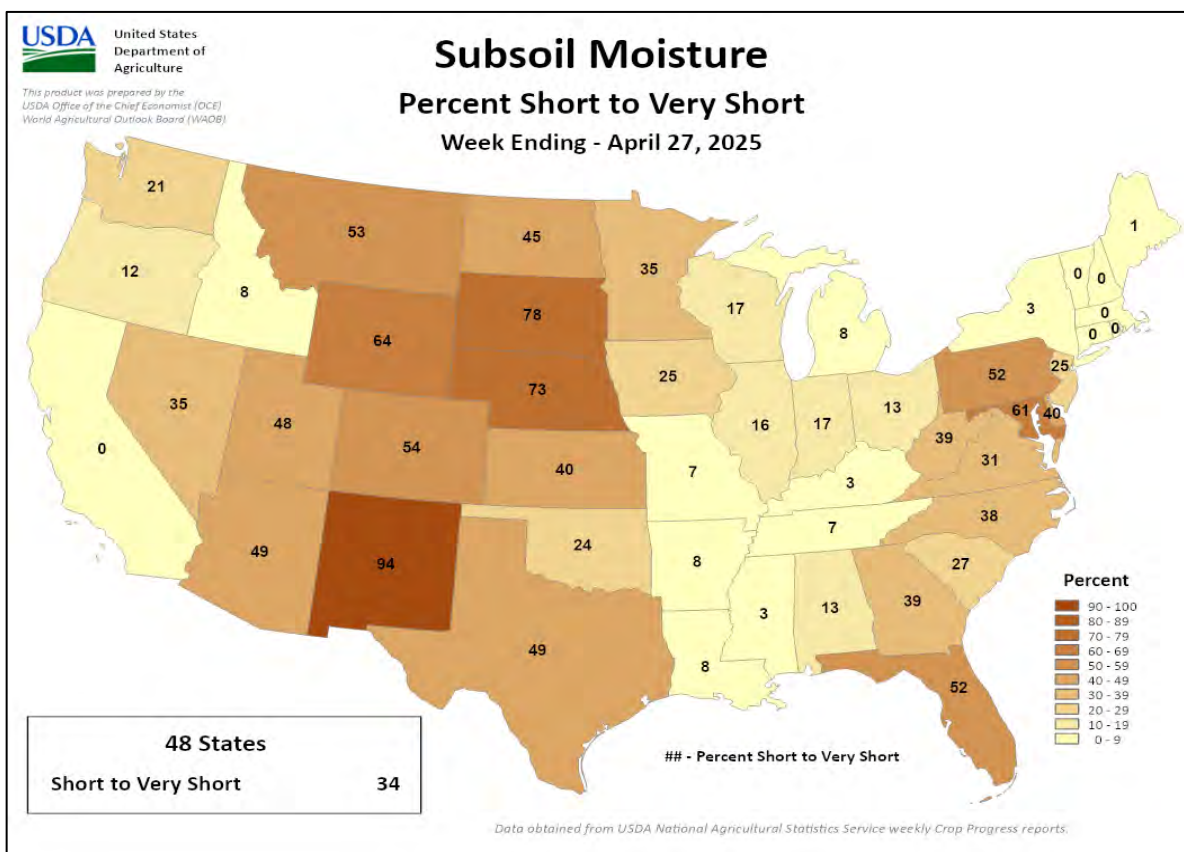 USDA
United States
Department of
Agriculture
This product was prepared by the
USDA Office of the Chief Economist (OCE)
World Agricultural Outlook Board (WAOB)
Subsoil Moisture
Percent Short to Very Short
Week Ending - April 27, 2025
21
53
45
35
1
12
8
78
17
8
3
0
0
0
0
0
64
73
25
52
25
35
48
54
40
16
17
13
61
40
39
31
0
7
3
49
94
24
8
7
38
27
49
3
13
39
8
52
Percent
90 - 100
80 - 89
70 - 79
60 - 69
50 - 59
40 - 49
30 - 39
20 - 29
10 - 19
0 - 9
48 States
Short to Very Short 34
## - Percent Short to Very Short
Data obtained from USDA National Agricultural Statistics Service weekly Crop Progress reports.